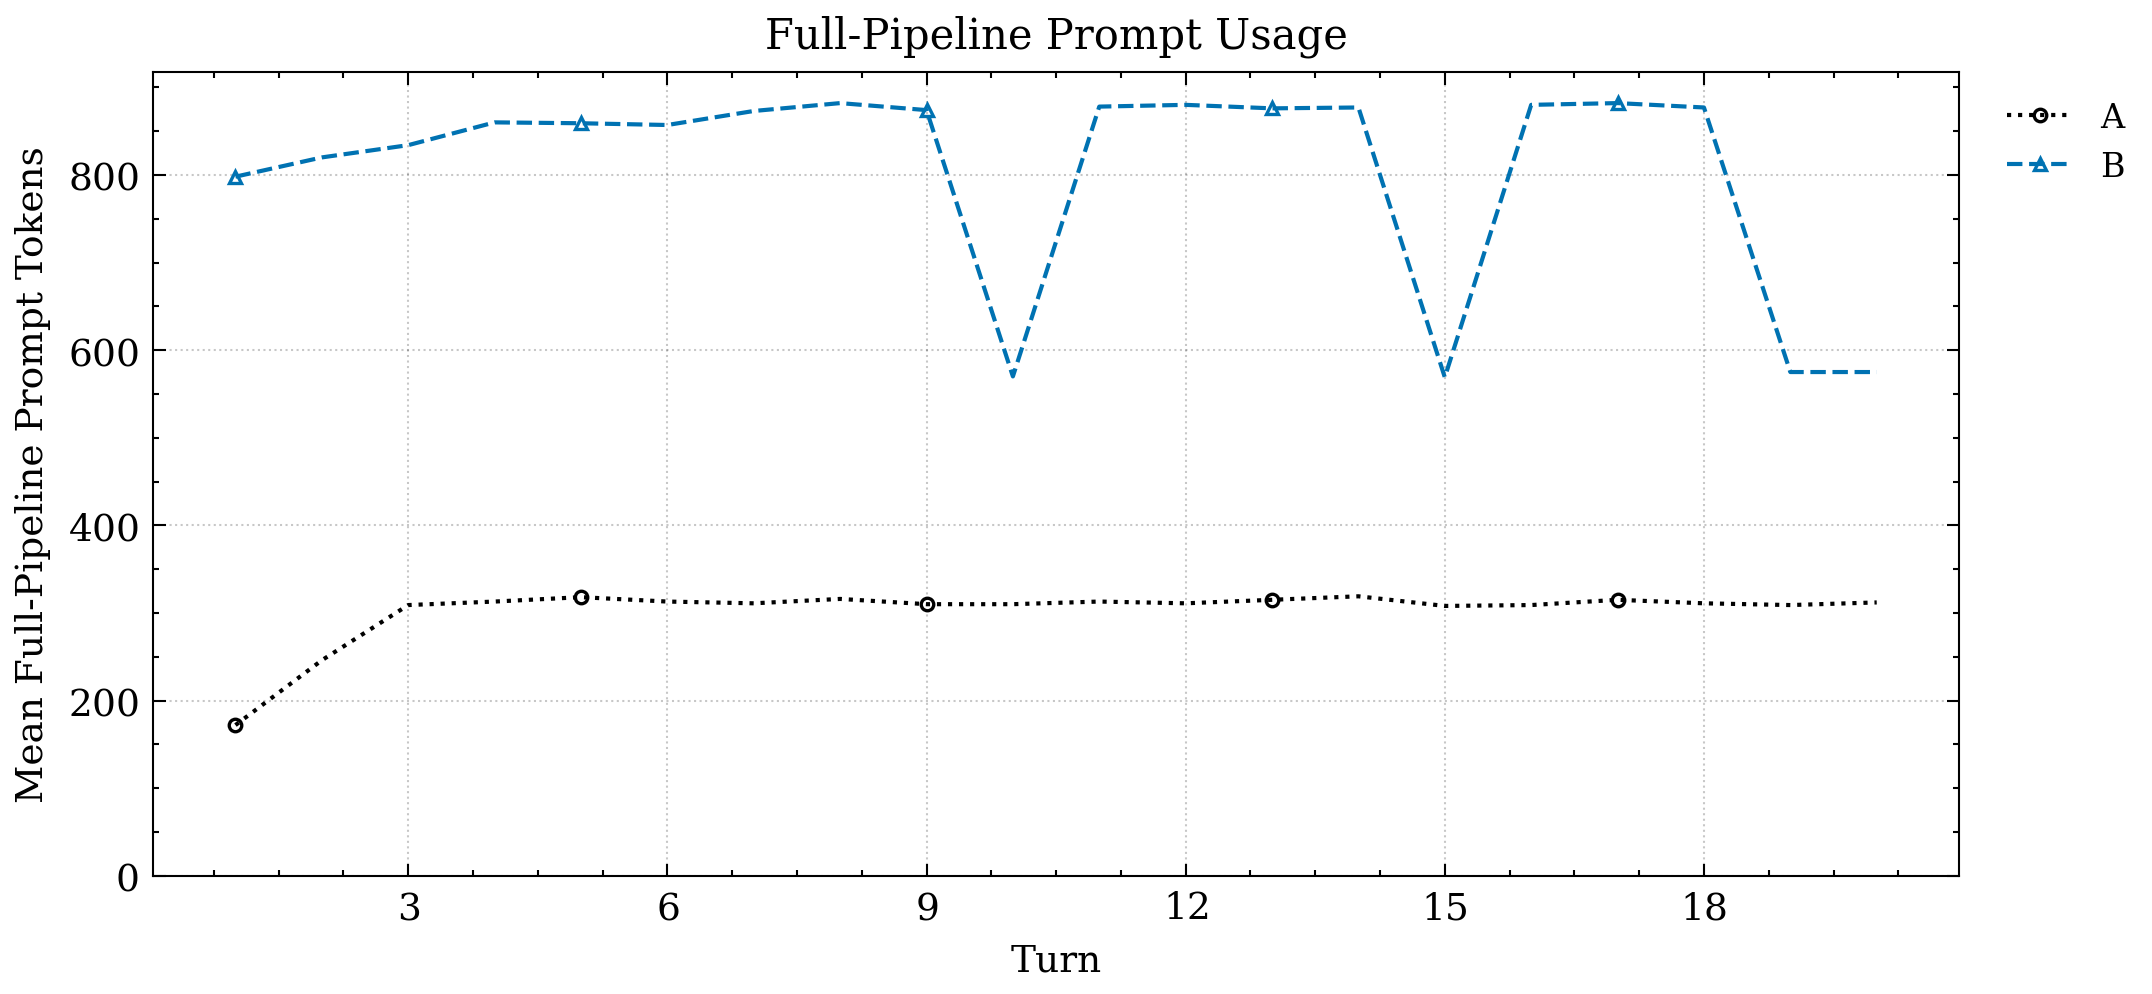 Full-Pipeline Prompt Usage
Mean Full-Pipeline Prompt Tokens
800
600
400
200
0
3 6 9 12 15 18
Turn
A
B